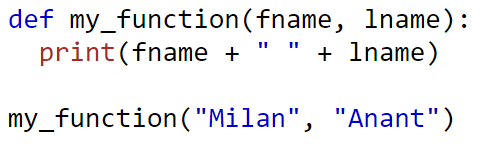 def my_function(fname, lname):
  print(fname + " " + lname)

my_function("Milan", "Anant")